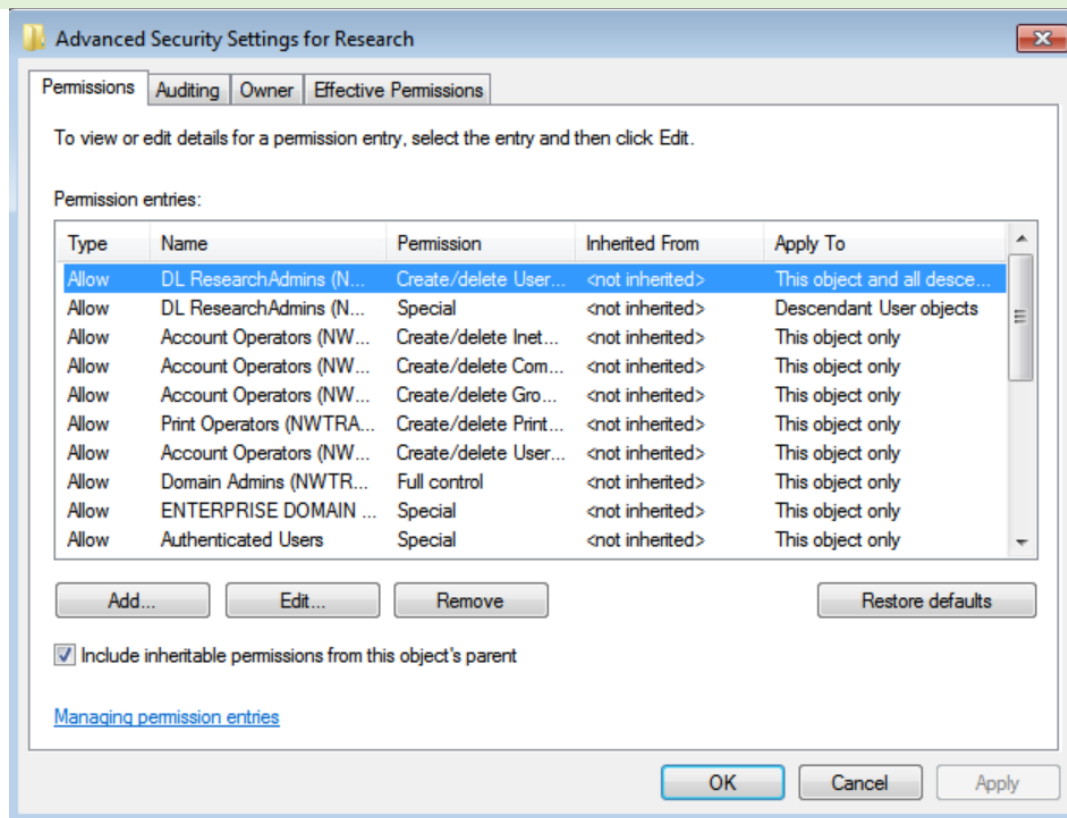 Advanced Security Settings for Research
Permissions Auditing Owner Effective Permissions
To view or edit details for a permission entry, select the entry and then click Edit.
Permission entries:
Type Name Permission Inherited From Apply To
Allow DL ResearchAdmins (N... Create/delete User... <not inherited> This object and all desce...
Allow DL ResearchAdmins (N... Special <not inherited> Descendant User objects
Allow Account Operators (NW... Create/delete Inet... <not inherited> This object only
Allow Account Operators (NW... Create/delete Com... <not inherited> This object only
Allow Account Operators (NW... Create/delete Gro... <not inherited> This object only
Allow Print Operators (NWTRA... Create/delete Print... <not inherited> This object only
Allow Account Operators (NW... Create/delete User... <not inherited> This object only
Allow Domain Admins (NWTR... Full control <not inherited> This object only
Allow ENTERPRISE DOMAIN ... Special <not inherited> This object only
Allow Authenticated Users Special <not inherited> This object only
Add... Edit... Remove Restore defaults
Include inheritable permissions from this object's parent
Managing permission entries
OK Cancel Apply